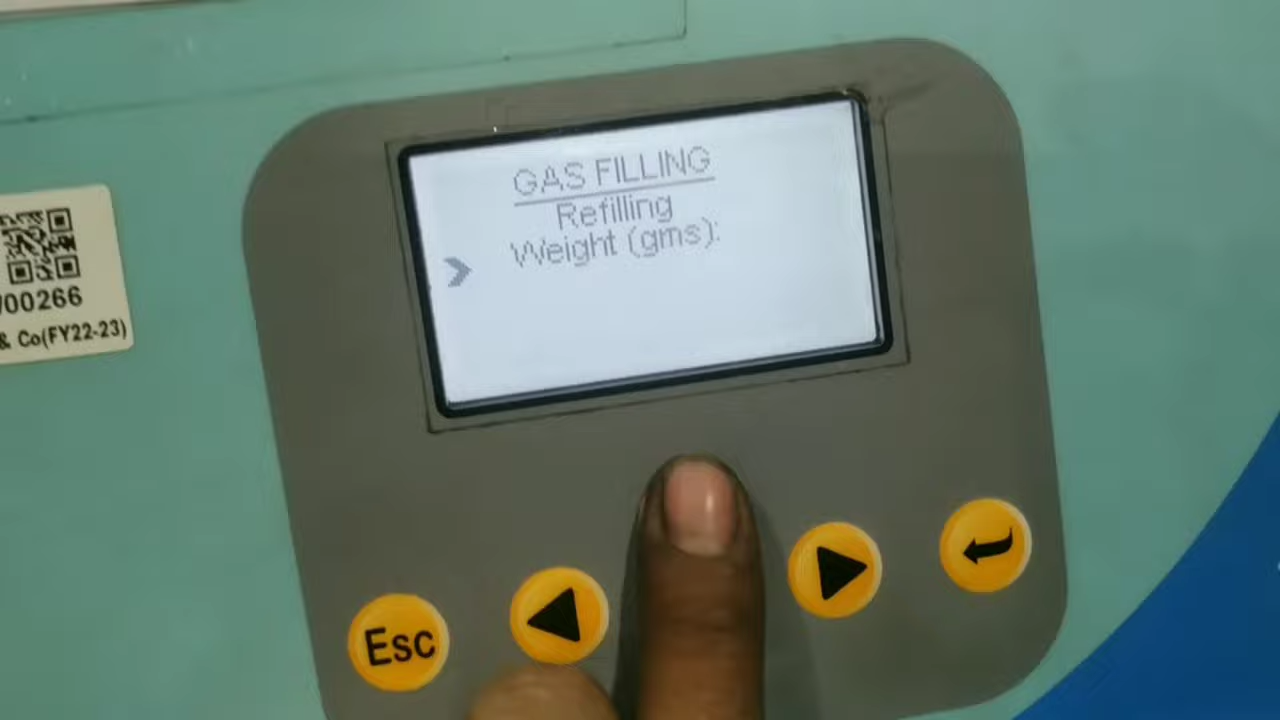 GAS FILLING
Refilling
Weight (gms):
00266
& Co(FY22-23)
Esc